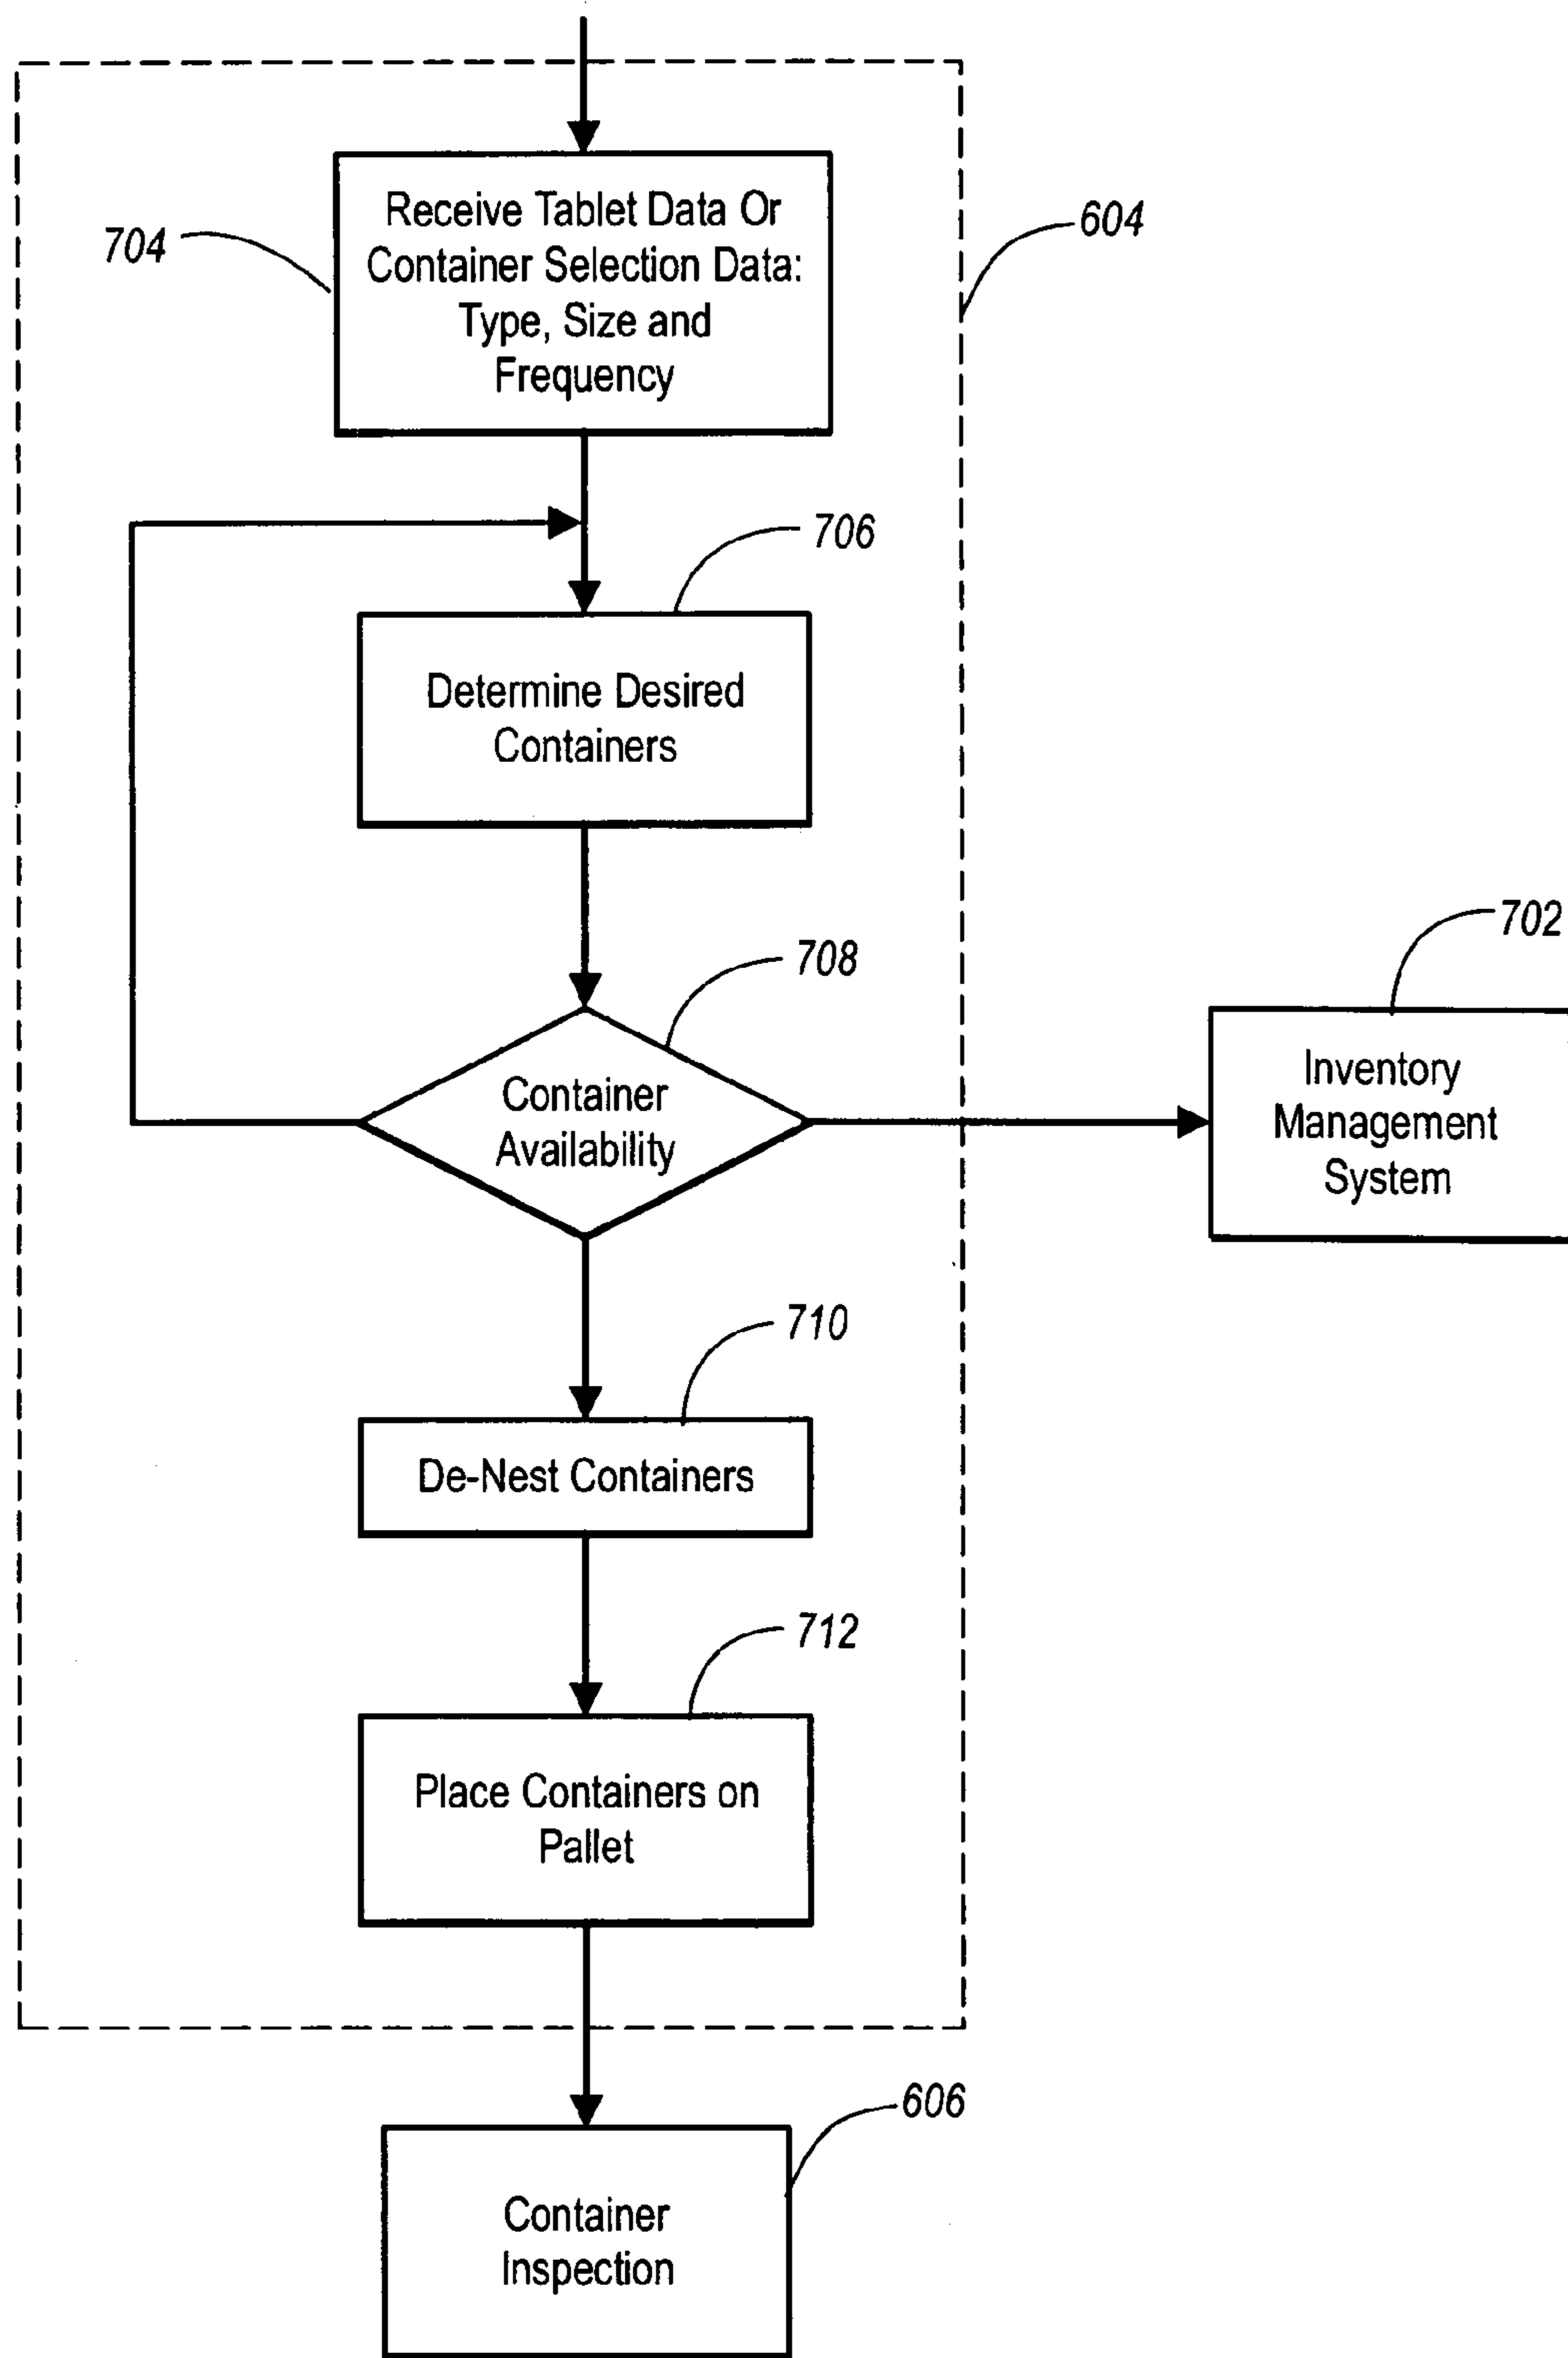 704
Receive Tablet Data Or
Container Selection Data:
Type, Size and
Frequency
604
706
Determine Desired
Containers
708
Container
Availability
702
Inventory
Management
System
710
De-Nest Containers
712
Place Containers on
Pallet
606
Container
Inspection